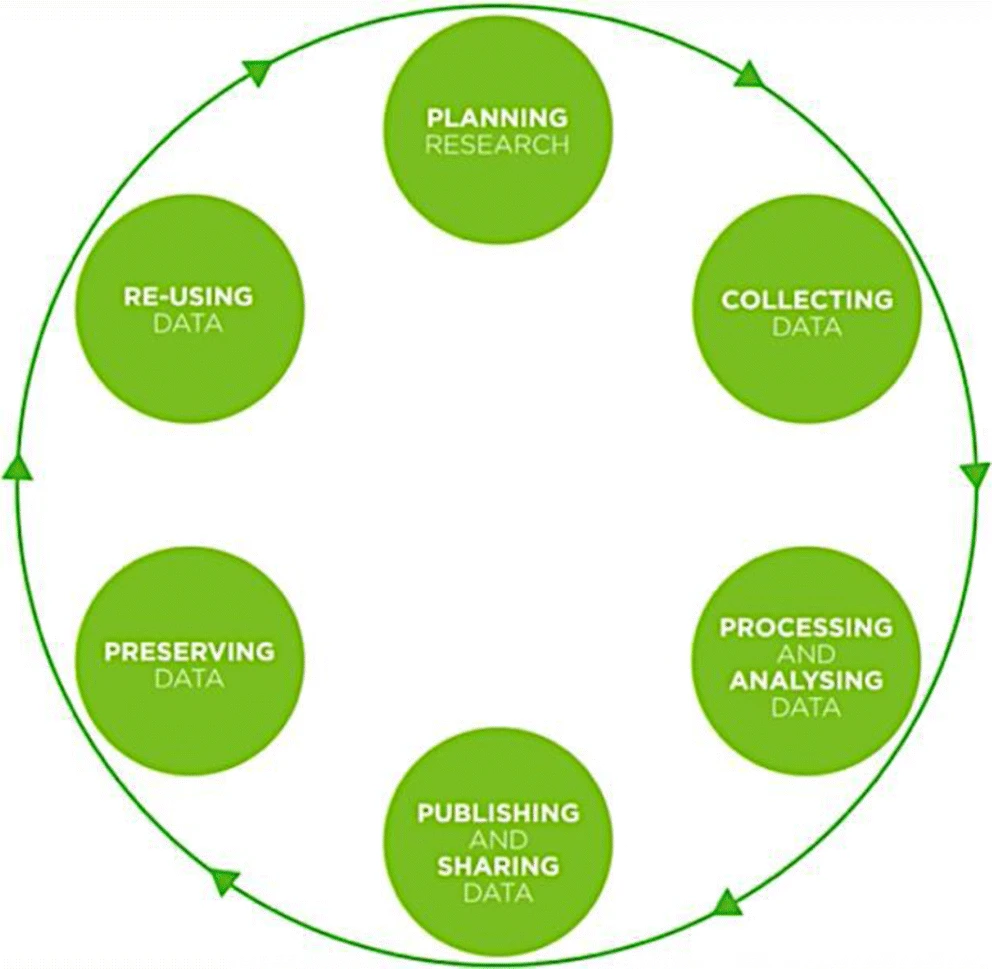 PLANNING
RESEARCH
COLLECTING
DATA
PROCESSING
AND
ANALYSING
DATA
PUBLISHING
AND
SHARING
DATA
PRESERVING
DATA
RE-USING
DATA